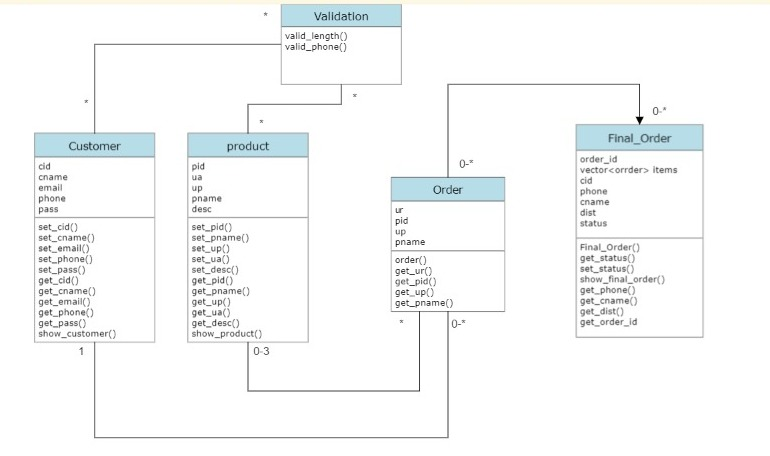 *
Validation
valid_length()
valid_phone()
*
*
*
0-*
0-*
Customer
cid
cname
email
phone
pass
set_cid()
set_cname()
set_email()
set_phone()
set_pass()
get_cid()
get_cname()
get_email()
get_phone()
get_pass()
show_customer()
1
product
pid
ua
up
pname
desc
set_pid()
set_pname()
set_up()
set_ua()
set_desc()
get_pid()
get_pname()
get_up()
get_ua()
get_desc()
show_product()
0-3
Order
ur
pid
up
pname
order()
get_ur()
get_pid()
get_up()
get_pname()
*
0-*
Final_Order
order_id
vector<orrder> items
cid
phone
cname
dist
status
Final_Order()
get_status()
set_status()
show_final_order()
get_phone()
get_cname()
get_dist()
get_order_id